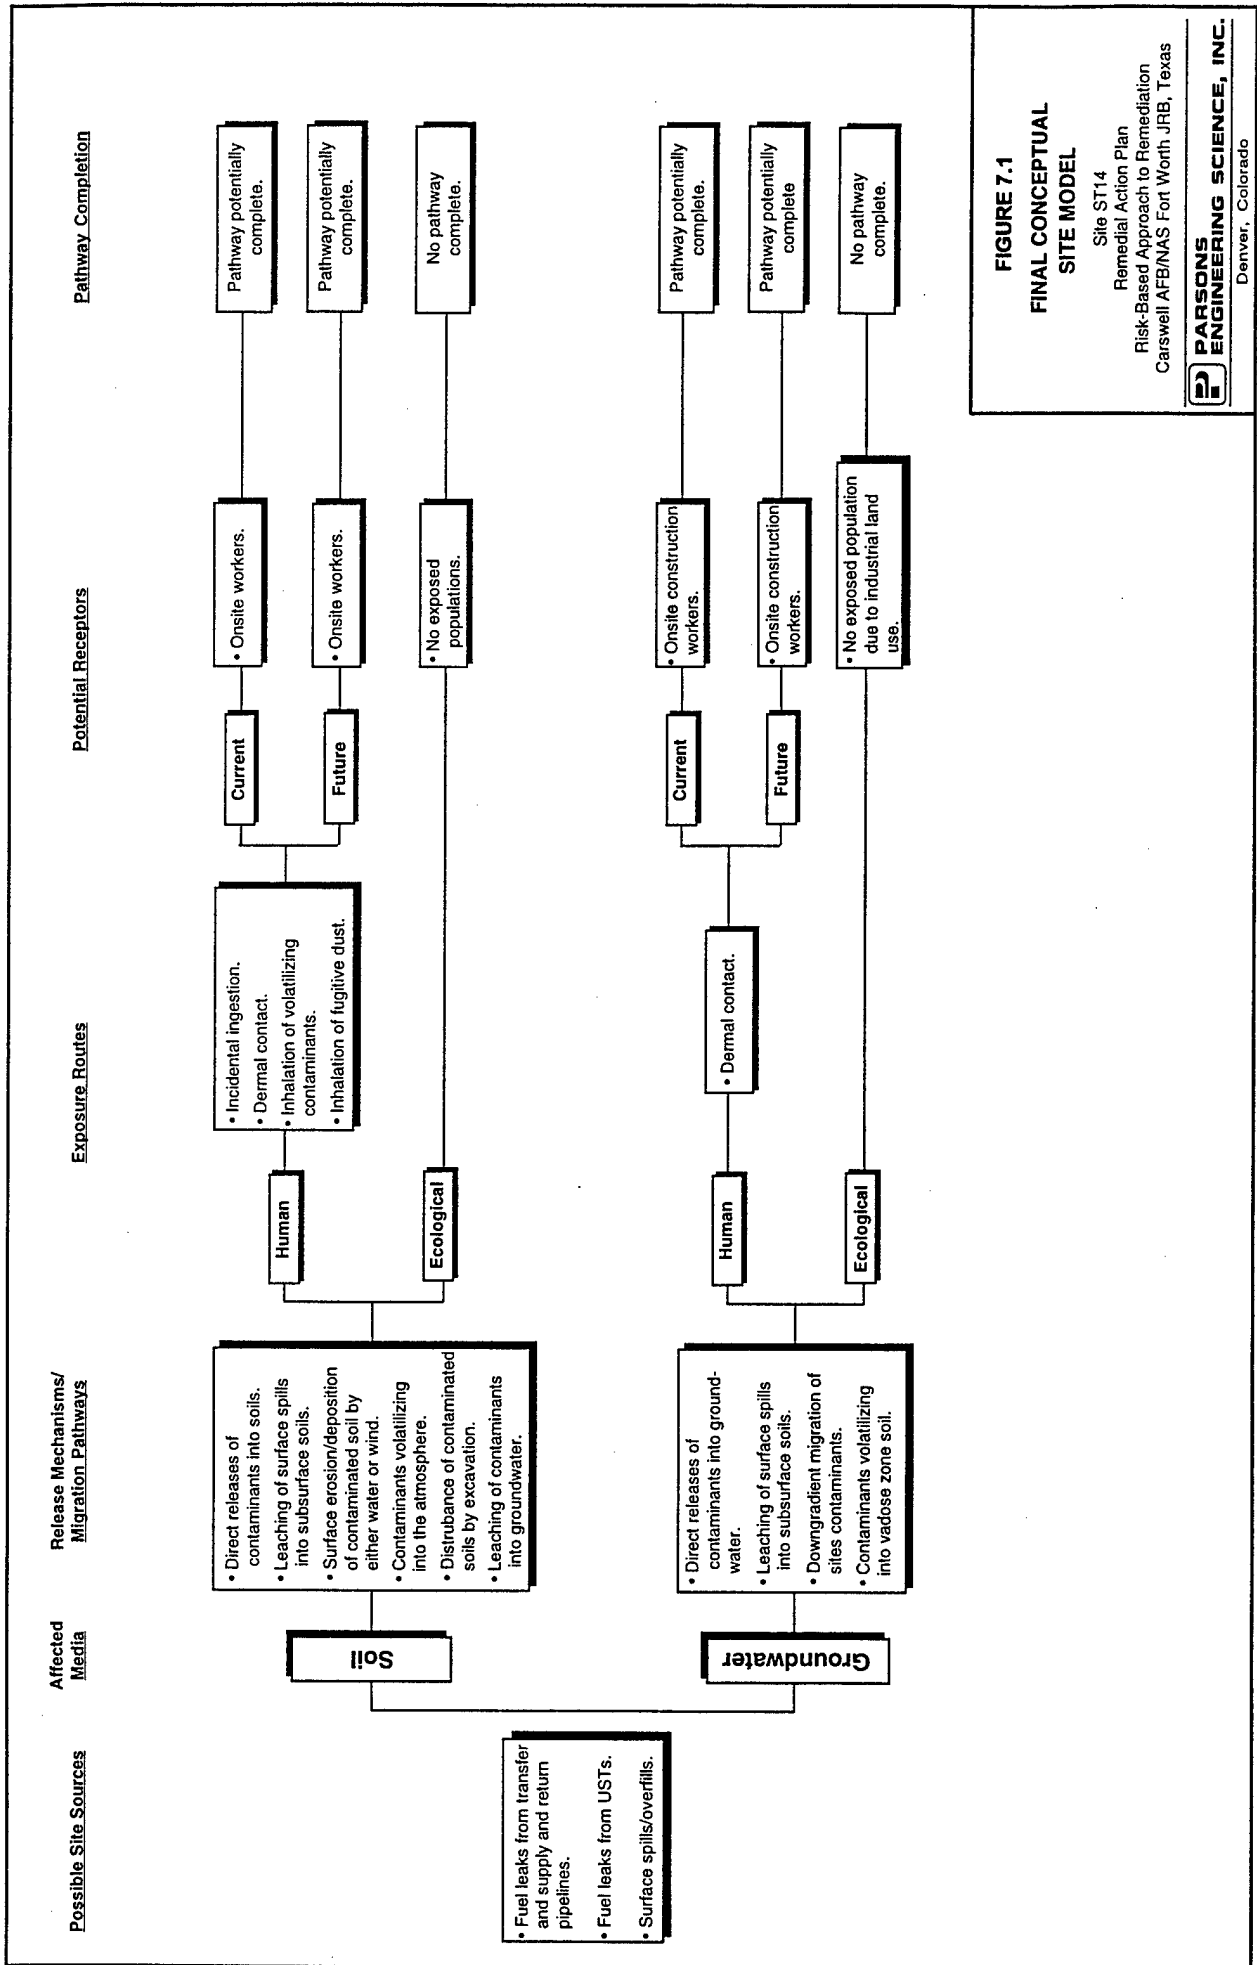 Possible Site Sources
Affected
Media
Release Mechanisms/
Migration Pathways
Exposure Routes
Potential Receptors
Pathway Completion
• Fuel leaks from transfer
and supply and return
pipelines.
• Fuel leaks from USTs.
• Surface spills/overfills.
Soil
• Direct releases of
contaminants into soils.
• Leaching of surface spills
into subsurface soils.
• Surface erosion/deposition
of contaminated soil by
either water or wind.
• Contaminants volatilizing
into the atmosphere.
• Distrubance of contaminated
soils by excavation.
• Leaching of contaminants
into groundwater.
Human
• Incidental ingestion.
• Dermal contact.
• Inhalation of volatilizing
contaminants.
• Inhalation of fugitive dust.
Current
• Onsite workers.
Pathway potentially
complete.
Future
• Onsite workers.
Pathway potentially
complete.
Ecological
• No exposed
populations.
No pathway
complete.
Groundwater
• Direct releases of
contaminants into ground-
water.
• Leaching of surface spills
into subsurface soils.
• Downgradient migration of
sites contaminants.
• Contaminants volatilizing
into vadose zone soil.
Human
• Dermal contact.
Current
• Onsite construction
workers.
Pathway potentially
complete.
Future
• Onsite construction
workers.
Pathway potentially
complete
Ecological
• No exposed population
due to industrial land
use.
No pathway
complete.
FIGURE 7.1
FINAL CONCEPTUAL
SITE MODEL
Site ST14
Remedial Action Plan
Risk-Based Approach to Remediation
Carswell AFB/NAS Fort Worth JRB, Texas
PARSONS
ENGINEERING SCIENCE, INC.
Denver, Colorado